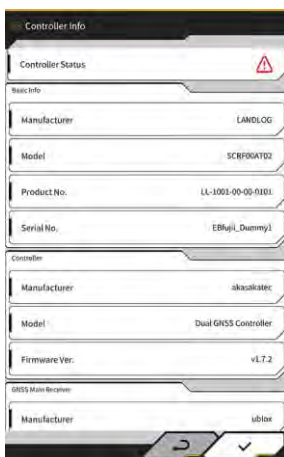 Controller Info
Controller Status
Basic Info
Manufacturer LANDLOG
Model SCRF00AT02
Product No. LL-1001-00-00-0101
Serial No. EBfujii_Dummy1
Controller
Manufacturer akasakatec
Model Dual GNSS Controller
Firmware Ver. v1.7.2
GNSS Main Receiver
Manufacturer ublox